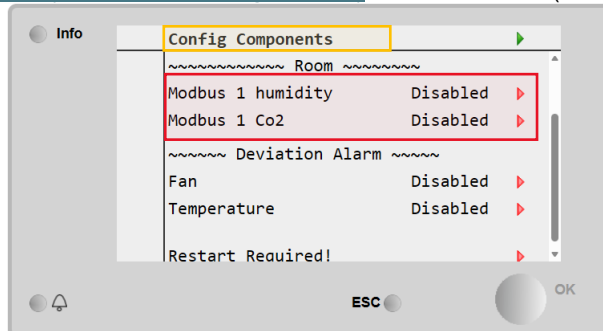 Info
Config Components
~~~~~~~~~~~~ Room ~~~~~~~~
Modbus 1 humidity Disabled
Modbus 1 Co2 Disabled
~~~~~~ Deviation Alarm ~~~~~
Fan Disabled
Temperature Disabled
Restart Required!
ESC
OK